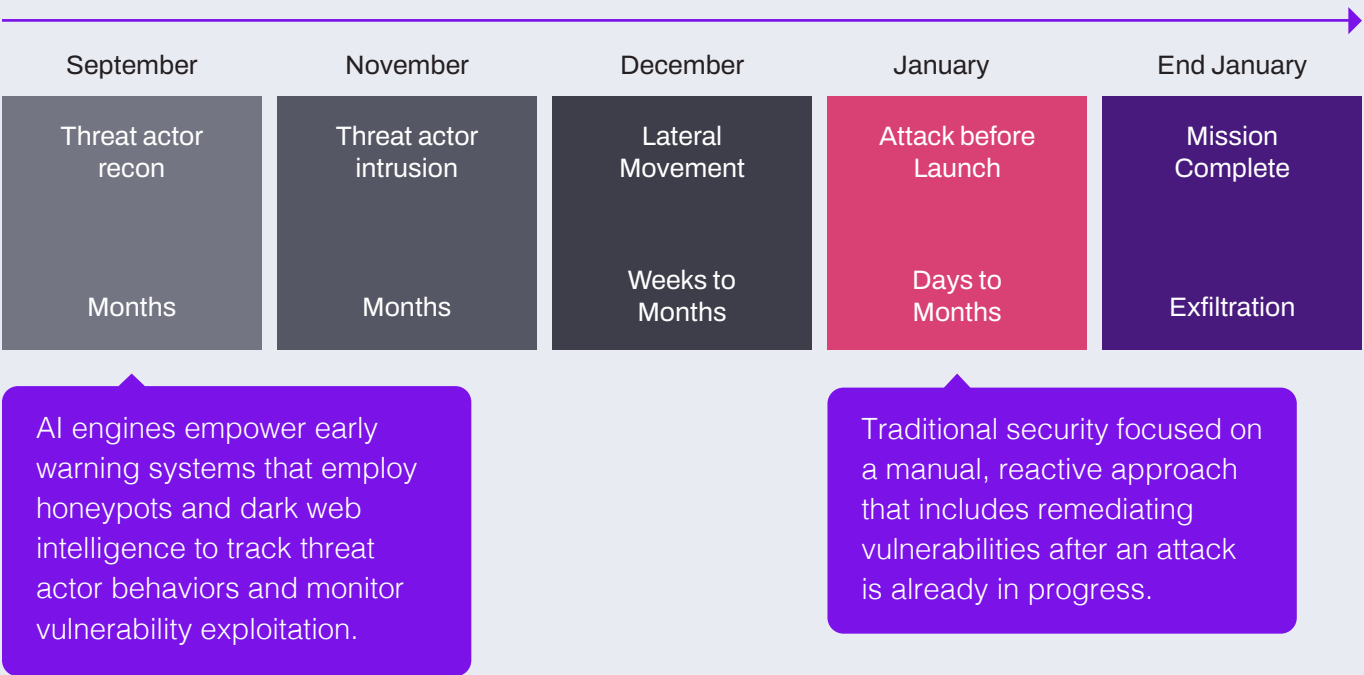 September
November
December
January
End January
Threat actor
recon
Months
Threat actor
intrusion
Months
Lateral
Movement
Weeks to
Months
Attack before
Launch
Days to
Months
Mission
Complete
Exfiltration
AI engines empower early
warning systems that employ
honeypots and dark web
intelligence to track threat
actor behaviors and monitor
vulnerability exploitation.
Traditional security focused on
a manual, reactive approach
that includes remediating
vulnerabilities after an attack
is already in progress.